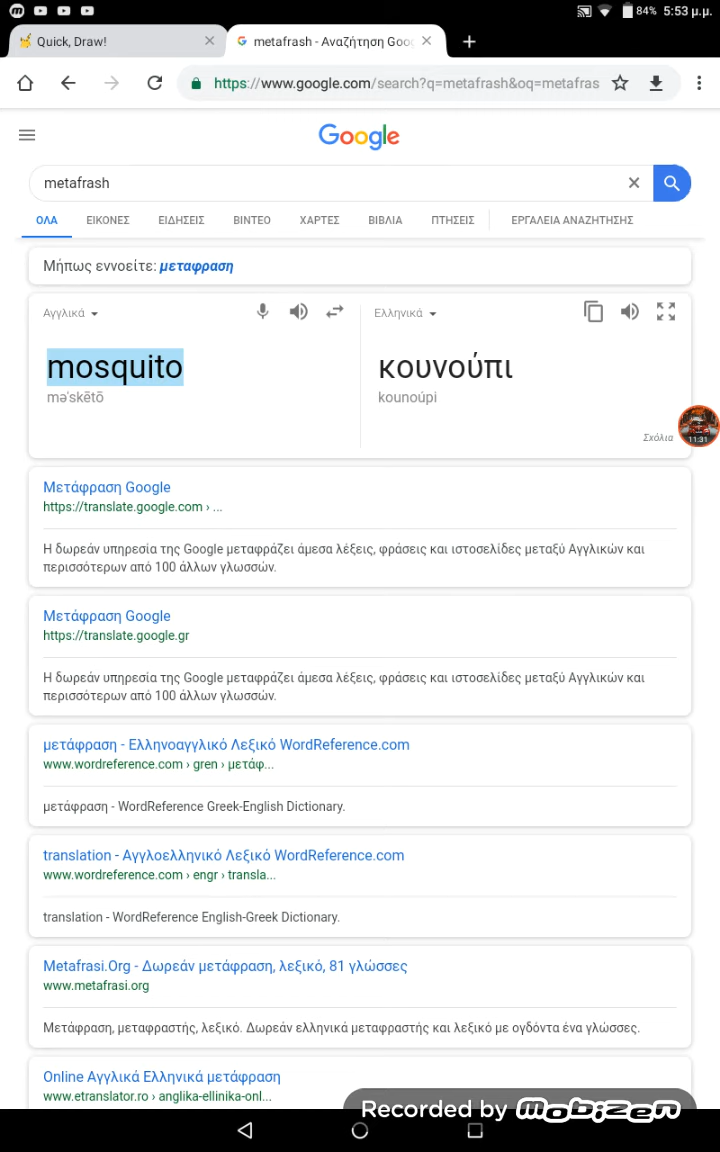 84% 5:53 μ.μ.
Quick, Draw!
metafrash - Αναζήτηση Goo
https://www.google.com/search?q=metafrash&oq=metafras
Google
metafrash
ΟΛΑ ΕΙΚΟΝΕΣ ΕΙΔΗΣΕΙΣ ΒΙΝΤΕΟ ΧΑΡΤΕΣ ΒΙΒΛΙΑ ΠΤΗΣΕΙΣ ΕΡΓΑΛΕΙΑ ΑΝΑΖΗΤΗΣΗΣ
Μήπως εννοείτε: μεταφραση
Αγγλικά
mosquito
məˈskētō
Ελληνικά
κουνούπι
kounoúpi
Σχόλια
11:31
Μετάφραση Google
https://translate.google.com › ...
Η δωρεάν υπηρεσία της Google μεταφράζει άμεσα λέξεις, φράσεις και ιστοσελίδες μεταξύ Αγγλικών και
περισσότερων από 100 άλλων γλωσσών.
Μετάφραση Google
https://translate.google.gr
Η δωρεάν υπηρεσία της Google μεταφράζει άμεσα λέξεις, φράσεις και ιστοσελίδες μεταξύ Αγγλικών και
περισσότερων από 100 άλλων γλωσσών.
μετάφραση - Ελληνοαγγλικό Λεξικό WordReference.com
www.wordreference.com › gren › μετάφ...
μετάφραση - WordReference Greek-English Dictionary.
translation - Αγγλοελληνικό Λεξικό WordReference.com
www.wordreference.com › engr › transla...
translation - WordReference English-Greek Dictionary.
Metafrasi.Org - Δωρεάν μετάφραση, λεξικό, 81 γλώσσες
www.metafrasi.org
Μετάφραση, μεταφραστής, λεξικό. Δωρεάν ελληνικά μεταφραστής και λεξικό με ογδόντα ένα γλώσσες.
Online Αγγλικά Ελληνικά μετάφραση
www.etranslator.ro › anglika-ellinika-onl...
Recorded by mobizen